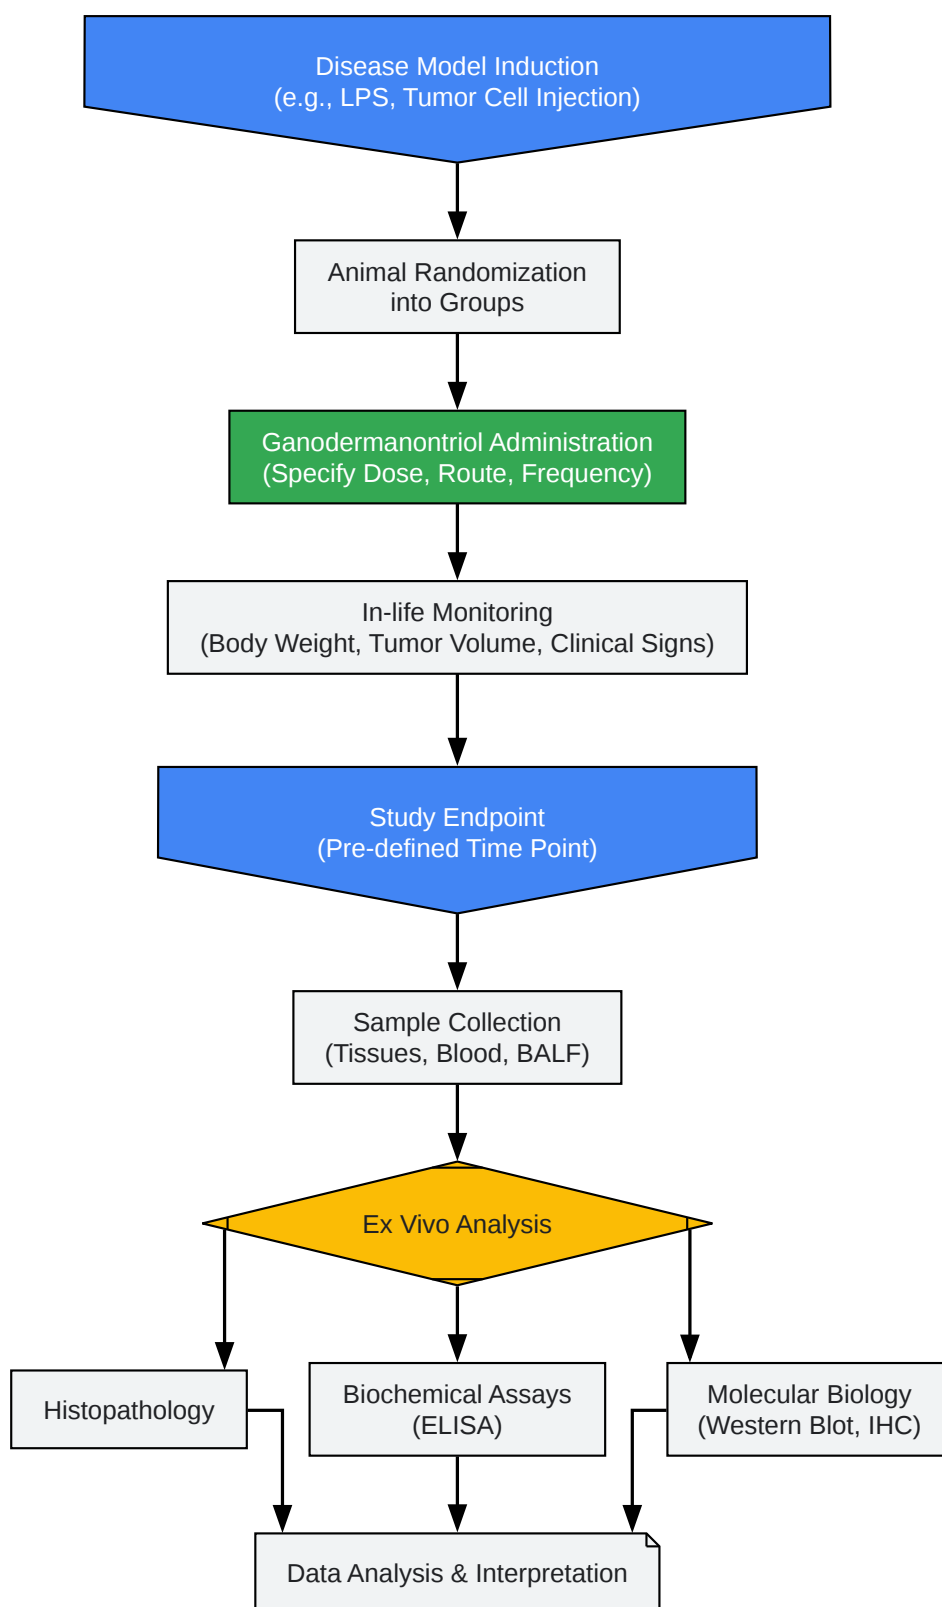 Disease Model Induction
(e.g., LPS, Tumor Cell Injection)
Animal Randomization
into Groups
Ganodermanontriol Administration
(Specify Dose, Route, Frequency)
In-life Monitoring
(Body Weight, Tumor Volume, Clinical Signs)
Study Endpoint
(Pre-defined Time Point)
Sample Collection
(Tissues, Blood, BALF)
Ex Vivo Analysis
Histopathology
Biochemical Assays
(ELISA)
Molecular Biology
(Western Blot, IHC)
Data Analysis & Interpretation